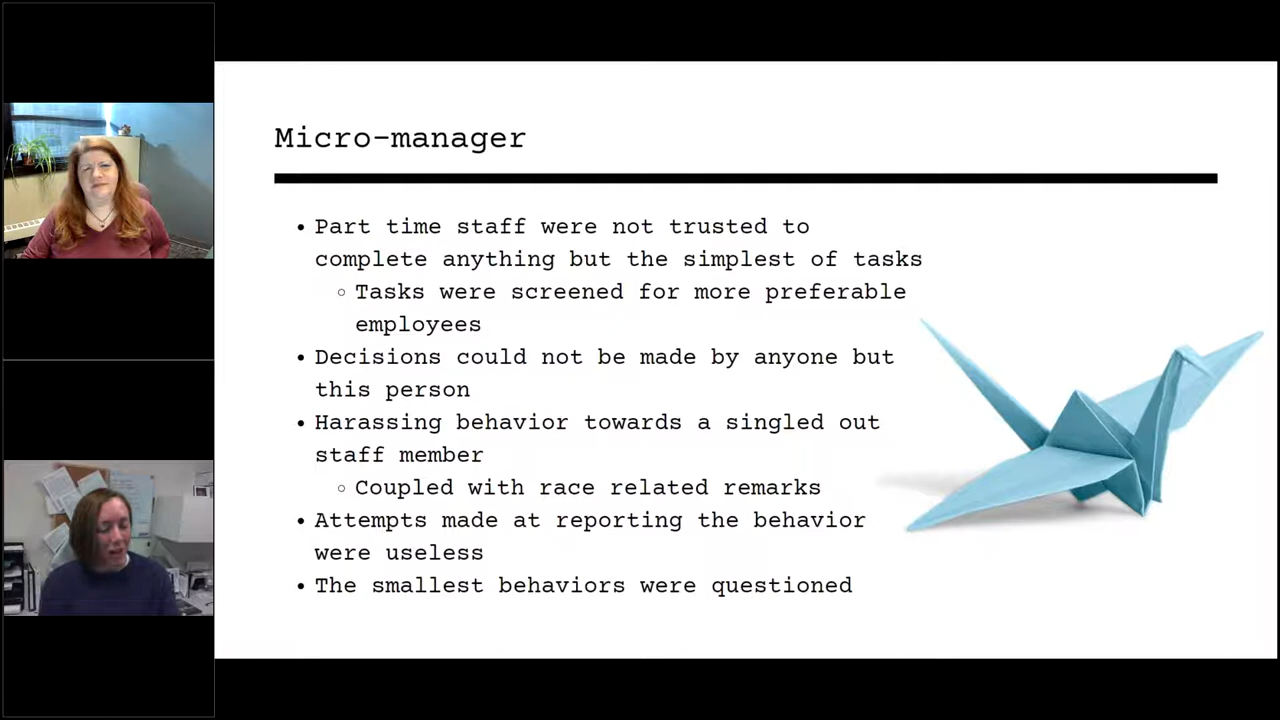 Micro-manager
• Part time staff were not trusted to
complete anything but the simplest of tasks
○ Tasks were screened for more preferable
employees
• Decisions could not be made by anyone but
this person
• Harassing behavior towards a singled out
staff member
○ Coupled with race related remarks
• Attempts made at reporting the behavior
were useless
• The smallest behaviors were questioned